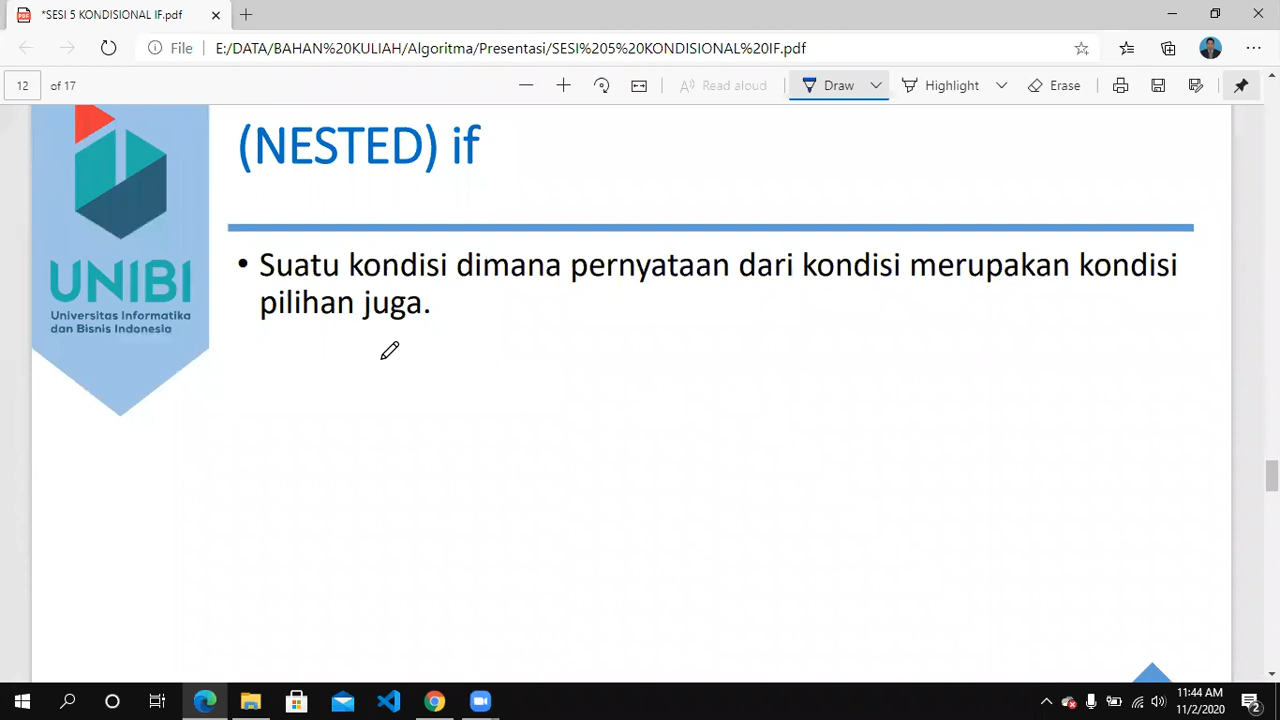 *SESI 5 KONDISIONAL IF.pdf
File E:/DATA/BAHAN%20KULIAH/Algoritma/Presentasi/SESI%205%20KONDISIONAL%20IF.pdf
12 of 17 Read aloud Draw Highlight Erase
(NESTED) if
• Suatu kondisi dimana pernyataan dari kondisi merupakan kondisi
pilihan juga.
UNIBI
Universitas Informatika
dan Bisnis Indonesia
11:44 AM
11/2/2020
2